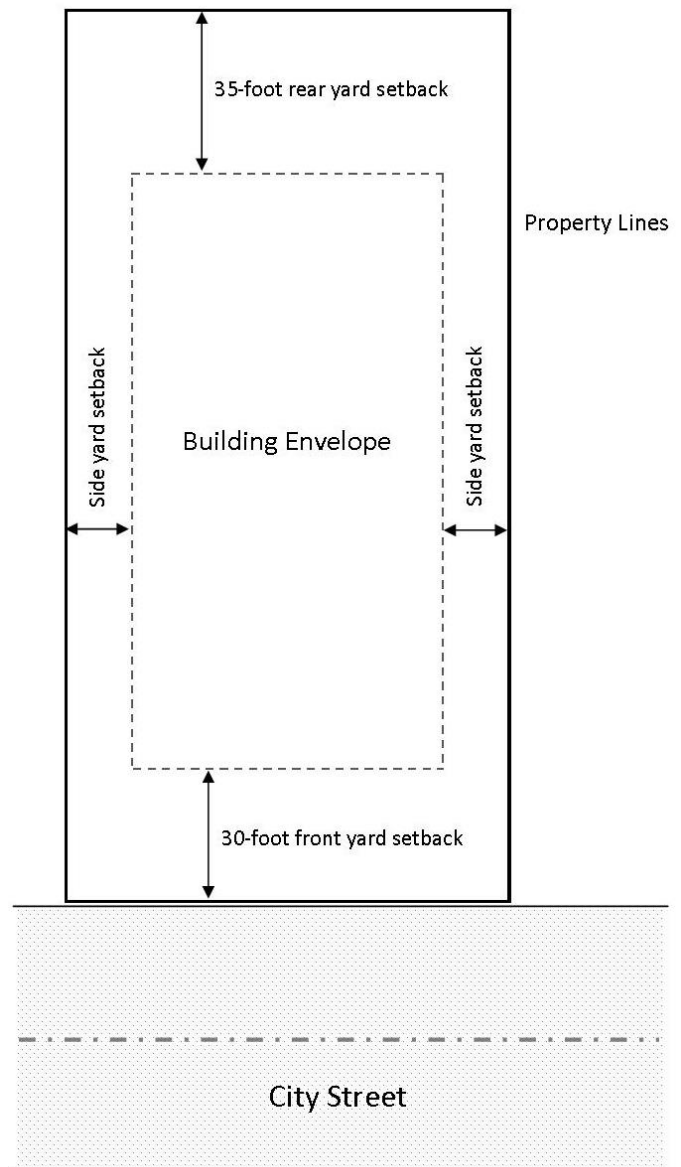 35-foot rear yard setback
Property Lines
Side yard setback
Building Envelope
Side yard setback
30-foot front yard setback
City Street